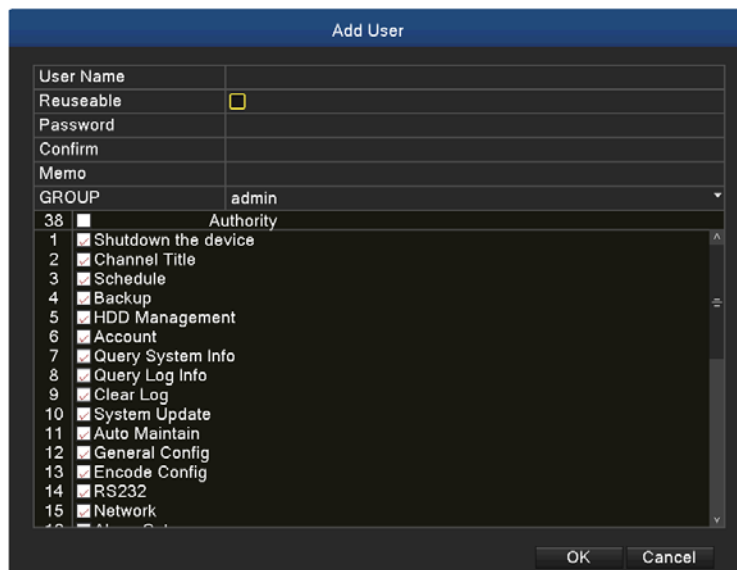 Add User
User Name
Reuseable
Password
Confirm
Memo
GROUP admin
38 Authority
1 Shutdown the device
2 Channel Title
3 Schedule
4 Backup
5 HDD Management
6 Account
7 Query System Info
8 Query Log Info
9 Clear Log
10 System Update
11 Auto Maintain
12 General Config
13 Encode Config
14 RS232
15 Network
OK Cancel